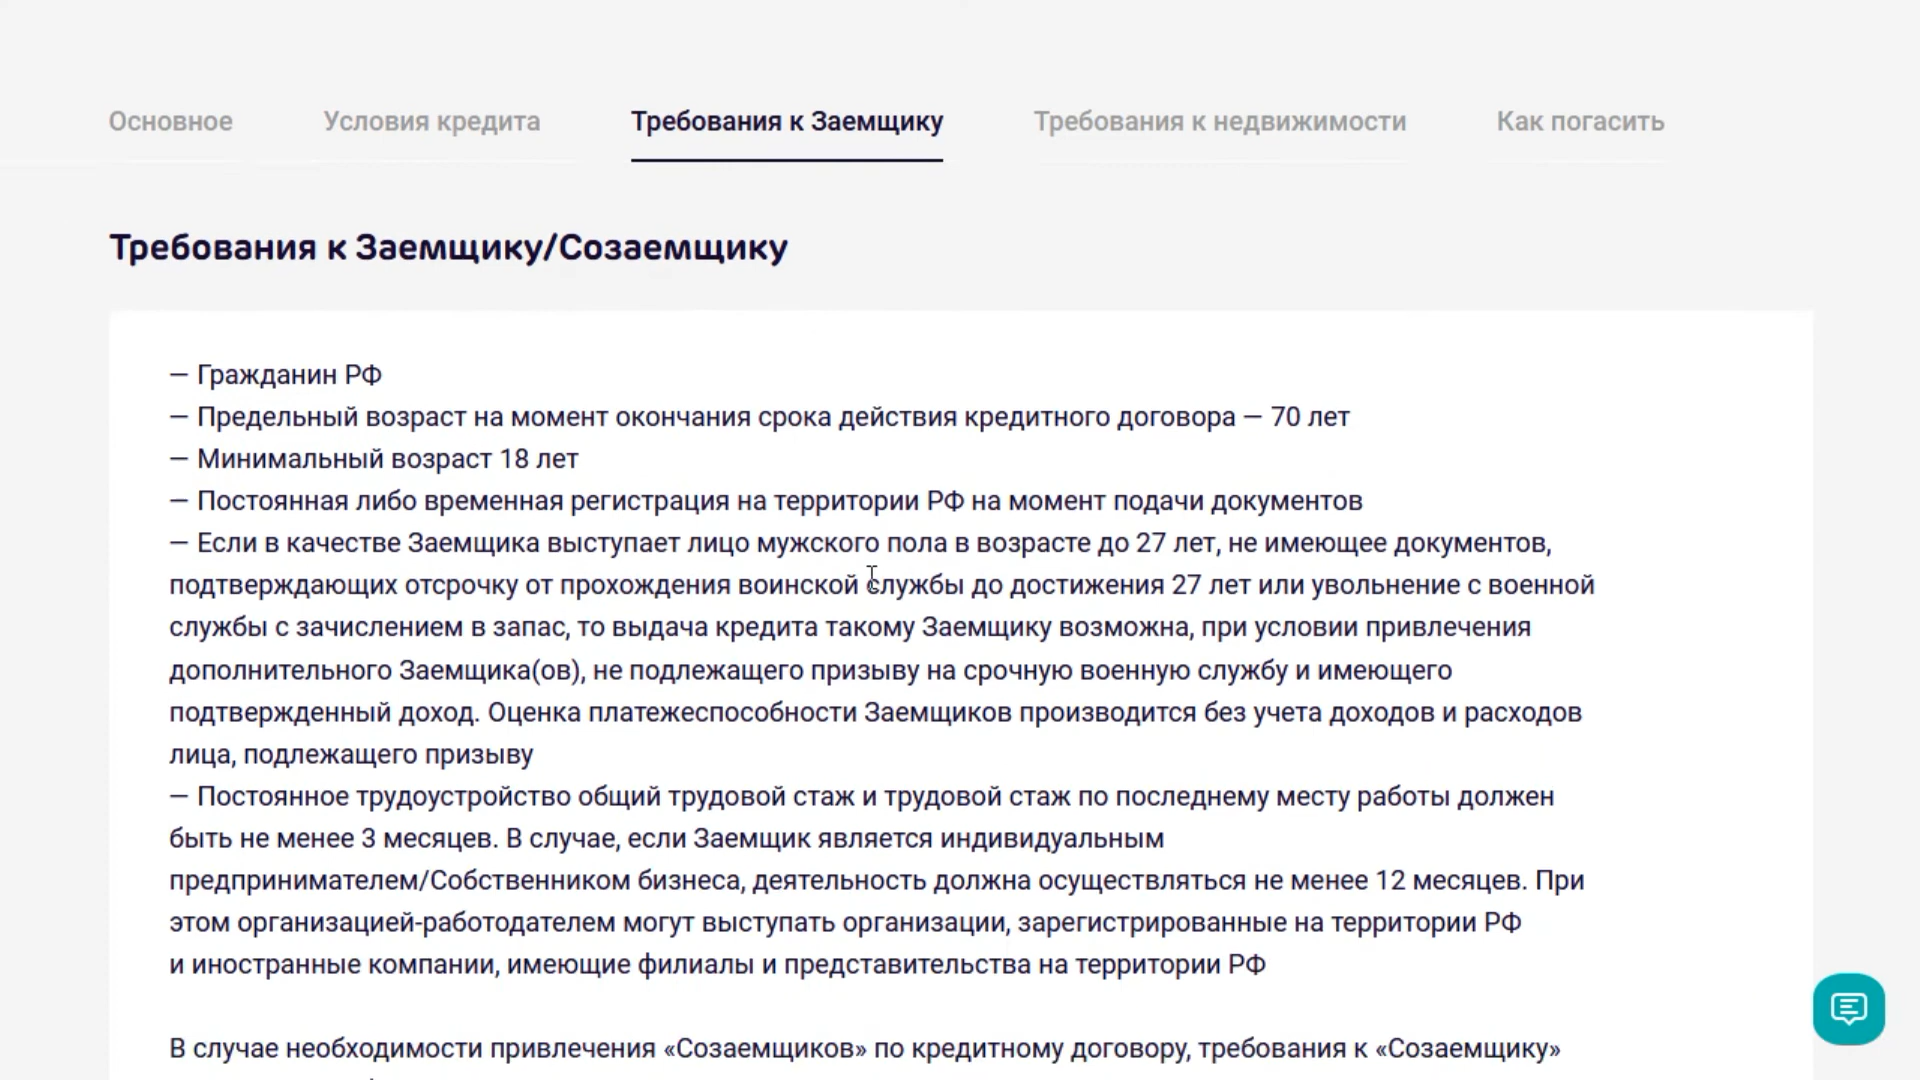 Основное Условия кредита Требования к Заемщику Требования к недвижимости Как погасить
Требования к Заемщику/Созаемщику
— Гражданин РФ
— Предельный возраст на момент окончания срока действия кредитного договора — 70 лет
— Минимальный возраст 18 лет
— Постоянная либо временная регистрация на территории РФ на момент подачи документов
— Если в качестве Заемщика выступает лицо мужского пола в возрасте до 27 лет, не имеющее документов,
подтверждающих отсрочку от прохождения воинской службы до достижения 27 лет или увольнение с военной
службы с зачислением в запас, то выдача кредита такому Заемщику возможна, при условии привлечения
дополнительного Заемщика(ов), не подлежащего призыву на срочную военную службу и имеющего
подтвержденный доход. Оценка платежеспособности Заемщиков производится без учета доходов и расходов
лица, подлежащего призыву
— Постоянное трудоустройство общий трудовой стаж и трудовой стаж по последнему месту работы должен
быть не менее 3 месяцев. В случае, если Заемщик является индивидуальным
предпринимателем/Собственником бизнеса, деятельность должна осуществляться не менее 12 месяцев. При
этом организацией-работодателем могут выступать организации, зарегистрированные на территории РФ
и иностранные компании, имеющие филиалы и представительства на территории РФ
В случае необходимости привлечения «Созаемщиков» по кредитному договору, требования к «Созаемщику»